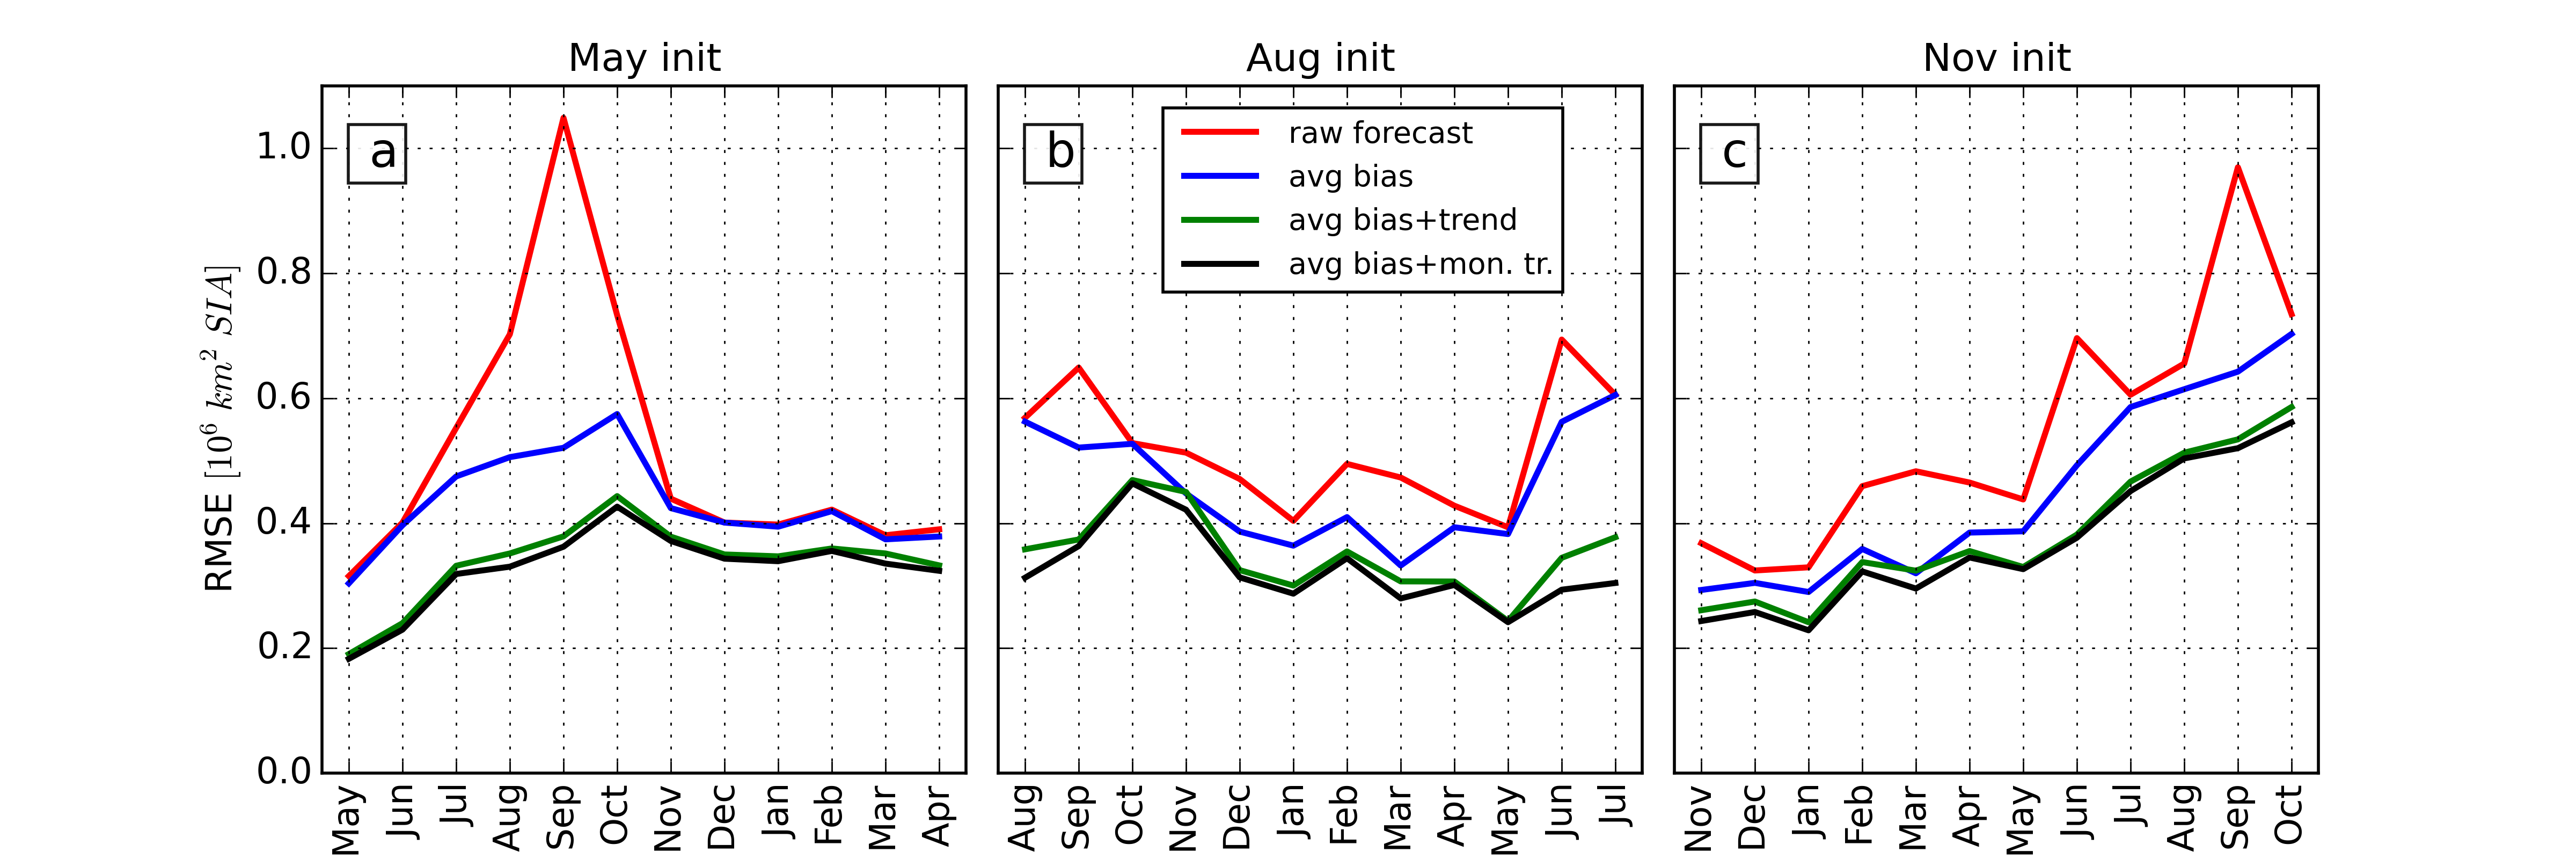 May init
Aug init
Nov init
a
b
c
raw forecast
avg bias
avg bias+trend
avg bias+mon. tr.
RMSE [10⁶ km² SIA]
1.0
0.8
0.6
0.4
0.2
0.0
May Jun Jul Aug Sep Oct Nov Dec Jan Feb Mar Apr
Aug Sep Oct Nov Dec Jan Feb Mar Apr May Jun Jul
Nov Dec Jan Feb Mar Apr May Jun Jul Aug Sep Oct